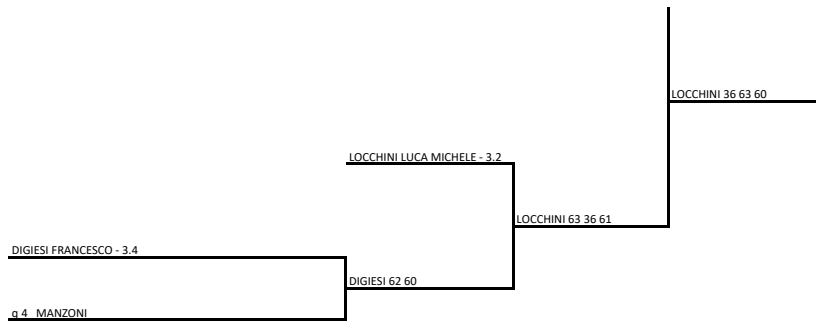 LOCCHINI 36 63 60
LOCCHINI LUCA MICHELE - 3.2
LOCCHINI 63 36 61
DIGIESI FRANCESCO - 3.4
DIGIESI 62 60
q 4 MANZONI